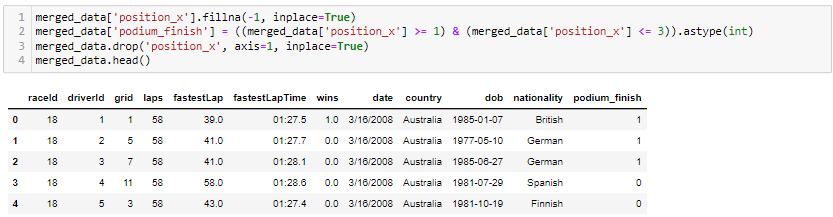 1 merged_data['position_x'].fillna(-1, inplace=True)
2 merged_data['podium_finish'] = ((merged_data['position_x'] >= 1) & (merged_data['position_x'] <= 3)).astype(int)
3 merged_data.drop('position_x', axis=1, inplace=True)
4 merged_data.head()
raceId driverId grid laps fastestLap fastestLapTime wins date country dob nationality podium_finish
0 18 1 1 58 39.0 01:27.5 1.0 3/16/2008 Australia 1985-01-07 British 1
1 18 2 5 58 41.0 01:27.7 0.0 3/16/2008 Australia 1977-05-10 German 1
2 18 3 7 58 41.0 01:28.1 0.0 3/16/2008 Australia 1985-06-27 German 1
3 18 4 11 58 58.0 01:28.6 0.0 3/16/2008 Australia 1981-07-29 Spanish 0
4 18 5 3 58 43.0 01:27.4 0.0 3/16/2008 Australia 1981-10-19 Finnish 0